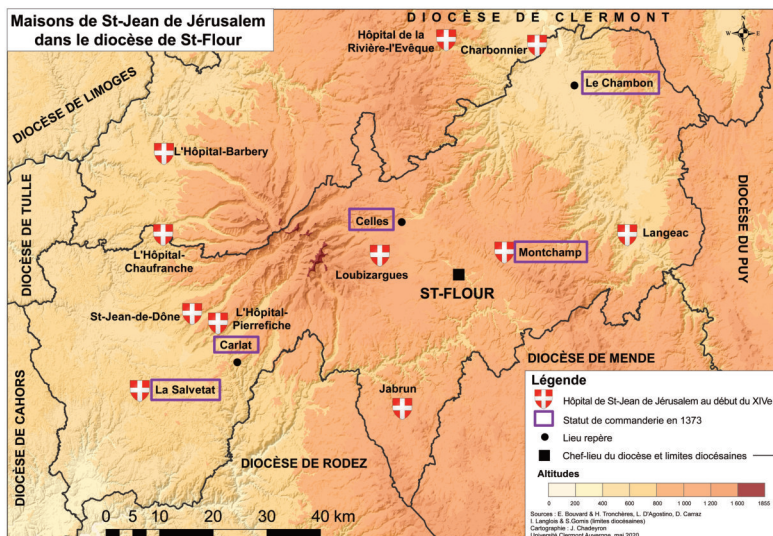 Maisons de St-Jean de Jérusalem
dans le diocèse de St-Flour
DIOCÈSE DE CLERMONT
Hôpital de la
Rivière-l'Evêque
Charbonnier
N
W
E
S
Le Chambon
DIOCÈSE DE LIMOGES
L'Hôpital-Barbery
DIOCÈSE DE TULLE
DIOCÈSE DU PUY
Celles
L'Hôpital-
Chaufranche
Loubizargues
Montchamp
Langeac
ST-FLOUR
St-Jean-de-Dône
L'Hôpital-
Pierrefiche
Carlat
DIOCÈSE DE MENDE
La Salvetat
Jabrun
DIOCÈSE DE CAHORS
DIOCÈSE DE RODEZ
0 5 10 20 30 40 km
Légende
Hôpital de St-Jean de Jérusalem au début du XIVe
Statut de commanderie en 1373
Lieu repère
Chef-lieu du diocèse et limites diocésaines
Altitudes
0 200 400 600 800 1 000 1 600 1855
Sources : E. Bouvard & H. Tronchères, L. D'Agostino, D. Carraz
I. Langlois & S.Gomis (limites diocésaines)
Cartographie : J. Chadeyron
Université Clermont Auvergne, mai 2020